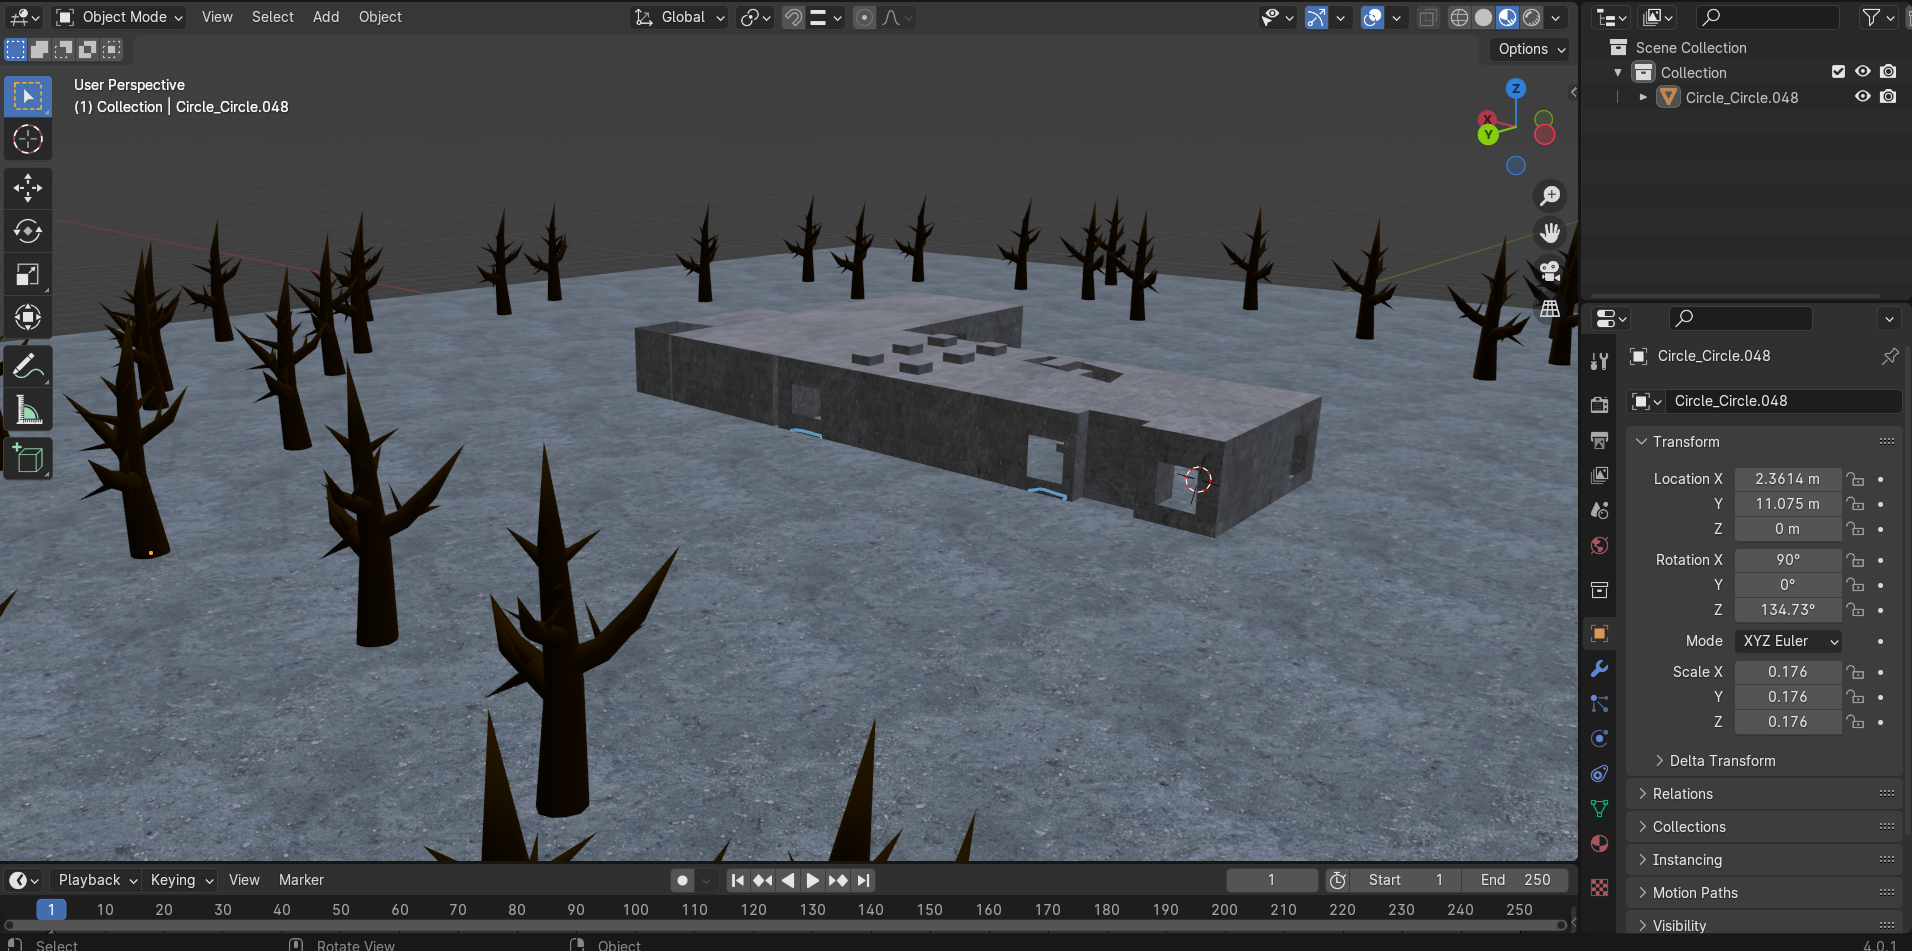 Object Mode View Select Add Object Global
Options
User Perspective
(1) Collection | Circle_Circle.048
Z
X
Y
Scene Collection
Collection
Circle_Circle.048
Circle_Circle.048
Circle_Circle.048
Transform
Location X 2.3614 m
Y 11.075 m
Z 0 m
Rotation X 90°
Y 0°
Z 134.73°
Mode XYZ Euler
Scale X 0.176
Y 0.176
Z 0.176
Delta Transform
Relations
Collections
Instancing
Motion Paths
Visibility
Playback Keying View Marker 1 Start 1 End 250
1 10 20 30 40 50 60 70 80 90 100 110 120 130 140 150 160 170 180 190 200 210 220 230 240 250
Select Rotate View Object 4.0.1